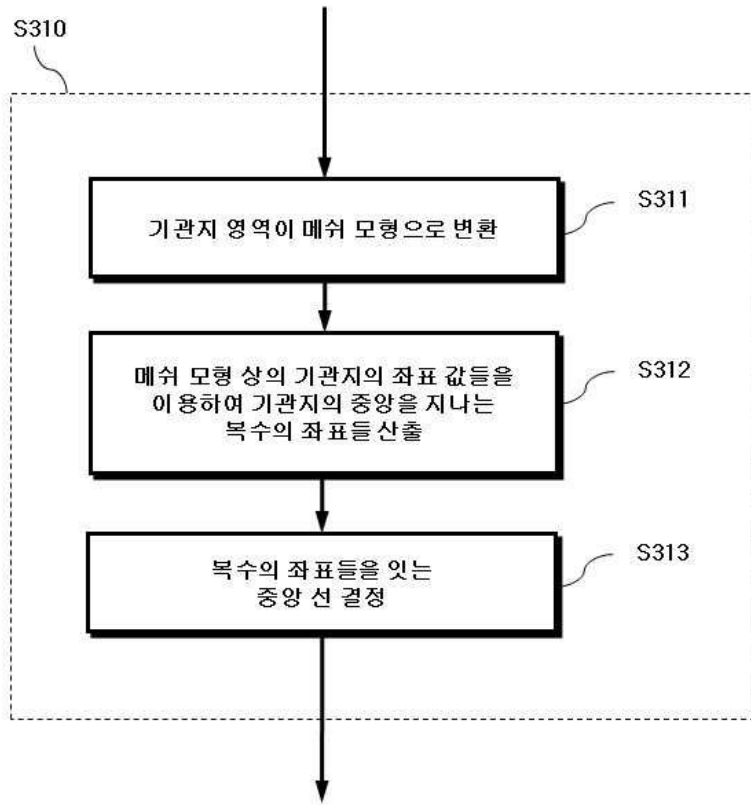 S310
기관지 영역이 메쉬 모형으로 변환
S311
메쉬 모형 상의 기관지의 좌표 값들을
이용하여 기관지의 중앙을 지나는
복수의 좌표들 산출
S312
복수의 좌표들을 잇는
중앙 선 결정
S313